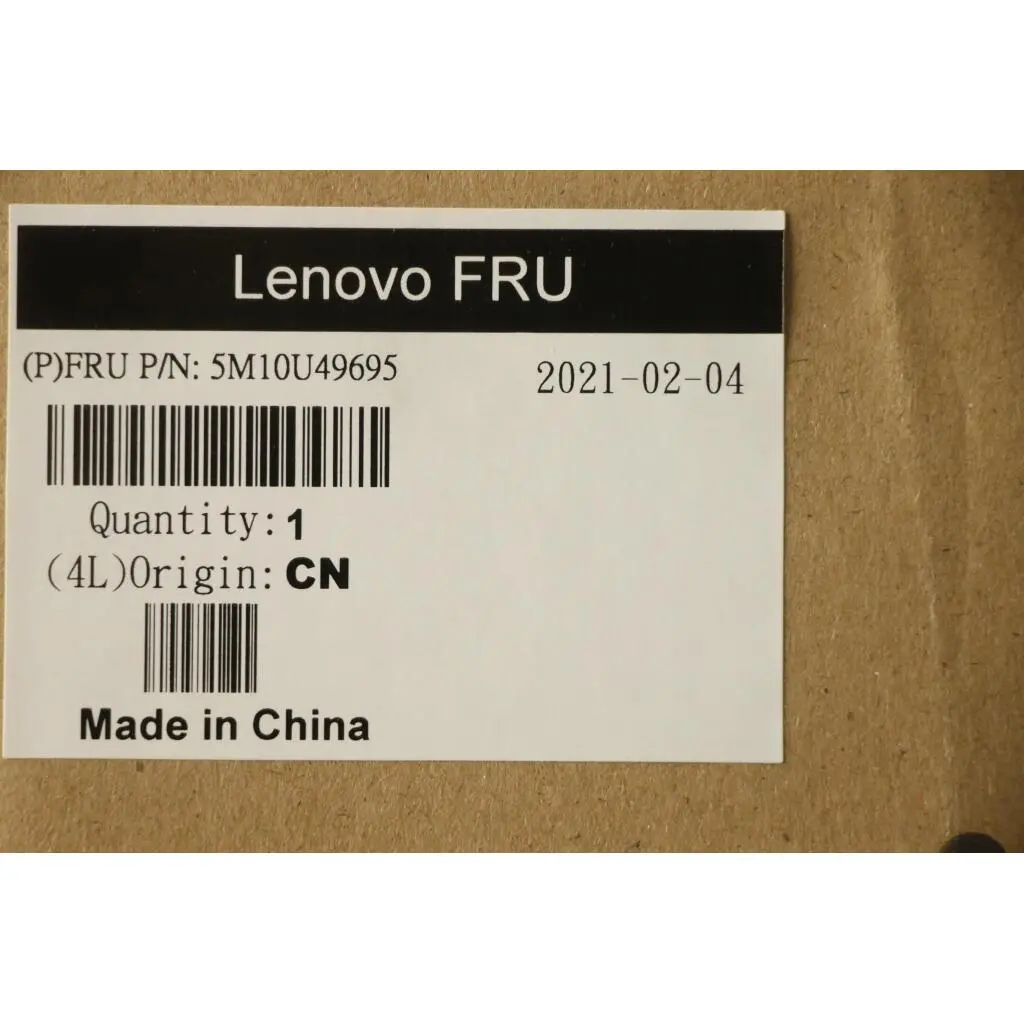 Lenovo FRU
(P)FRU P/N: 5M10U49695
2021-02-04
Quantity: 1
(4L)Origin: CN
Made in China